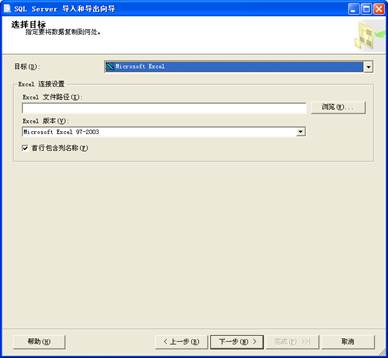 SQL Server 导入和导出向导
选择目标
指定要将数据复制到何处。
目标(D): Microsoft Excel
Excel 连接设置
Excel 文件路径(X):
浏览(W)...
Excel 版本(V):
Microsoft Excel 97-2003
首行包含列名称(F)
帮助(H) < 上一步(B) 下一步(N) > 完成(F) >>| 取消